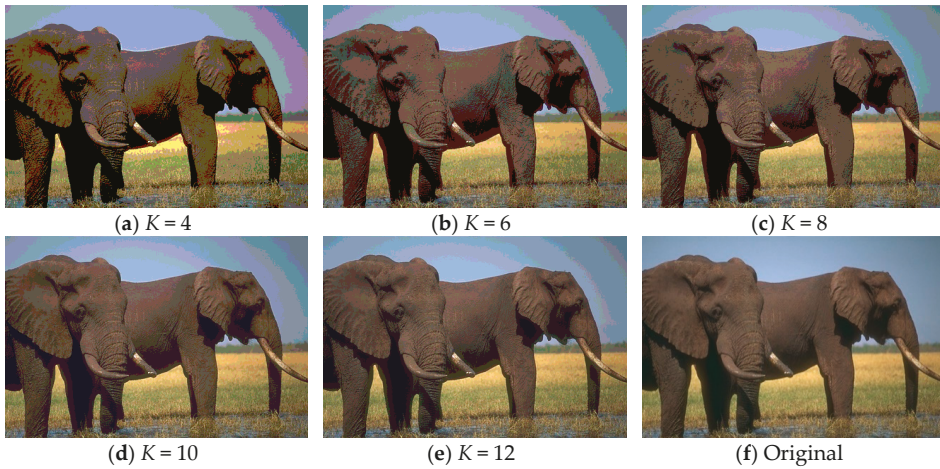 (a) K = 4
(b) K = 6
(c) K = 8
(d) K = 10
(e) K = 12
(f) Original